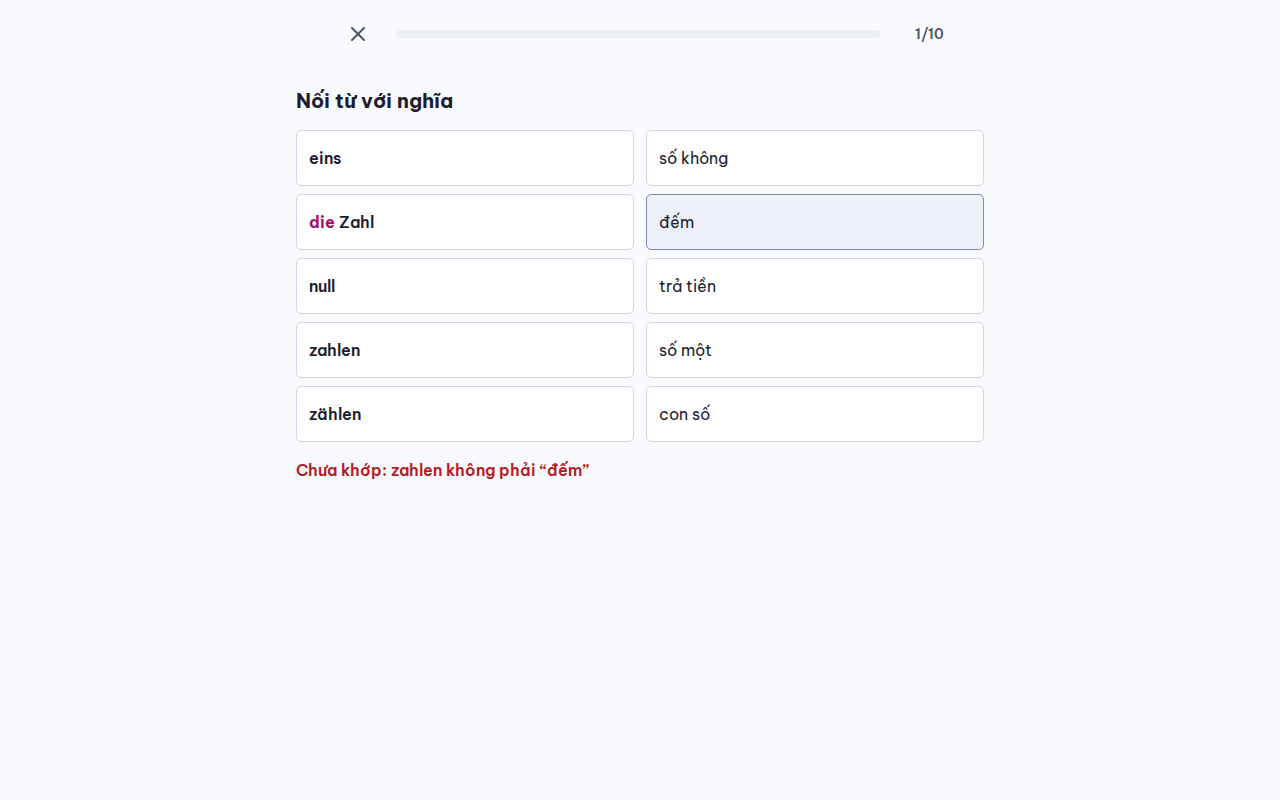 1/10
Nối từ với nghĩa
eins
số không
die Zahl
đếm
null
trả tiền
zahlen
số một
zählen
con số
Chưa khớp: zahlen không phải “đếm”